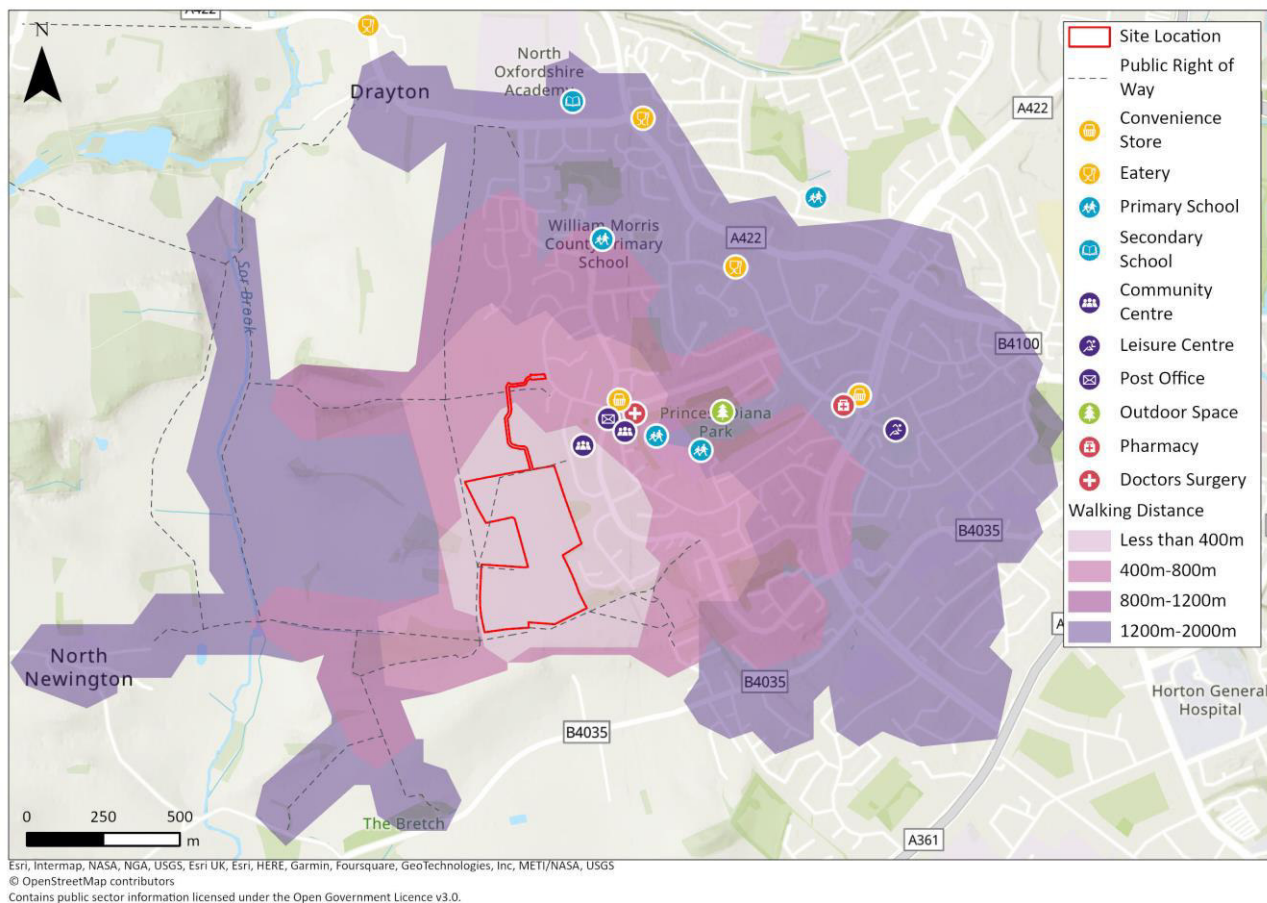 A422
N
North
Oxfordshire
Academy
Drayton
A422
William Morris
County Primary
School
A422
Sor Brook
B4100
Princess Diana
Park
B4035
North
Newington
B4035
B4035
Horton General
Hospital
The Bretch
A361
0 250 500
m
Site Location
Public Right of
Way
Convenience
Store
Eatery
Primary School
Secondary
School
Community
Centre
Leisure Centre
Post Office
Outdoor Space
Pharmacy
Doctors Surgery
Walking Distance
Less than 400m
400m-800m
800m-1200m
1200m-2000m
Esri, Intermap, NASA, NGA, USGS, Esri UK, Esri, HERE, Garmin, Foursquare, GeoTechnologies, Inc, METI/NASA, USGS
© OpenStreetMap contributors
Contains public sector information licensed under the Open Government Licence v3.0.